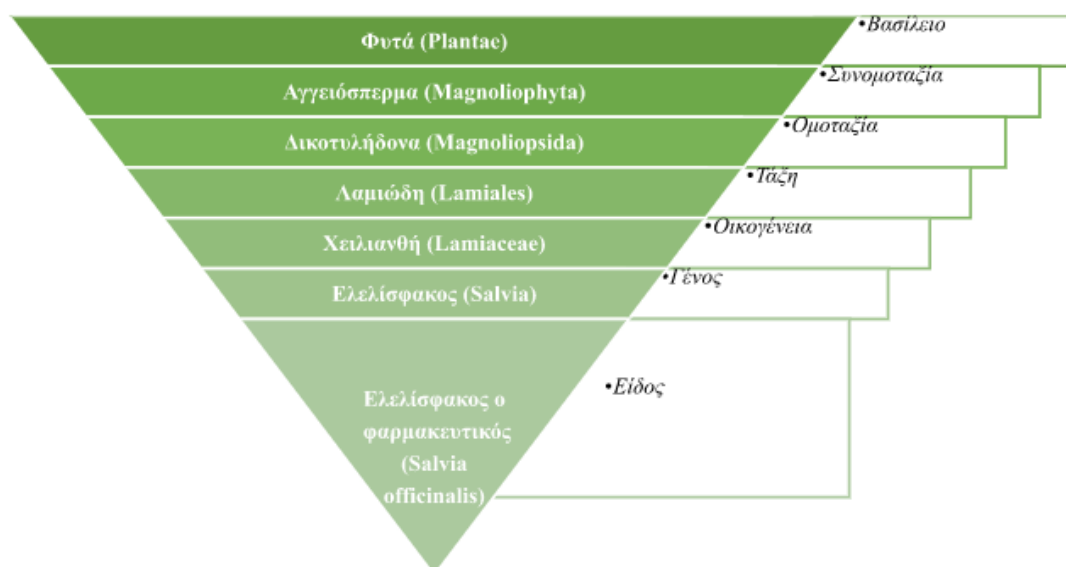 Φυτά (Plantae)
•Βασίλειο
Αγγειόσπερμα (Magnoliophyta)
•Συνομοταξία
Δικοτυλήδονα (Magnoliopsida)
•Ομοταξία
Λαμιώδη (Lamiales)
•Τάξη
Χειλιανθή (Lamiaceae)
•Οικογένεια
Ελελίσφακος (Salvia)
•Γένος
Ελελίσφακος ο
φαρμακευτικός
(Salvia
officinalis)
•Είδος